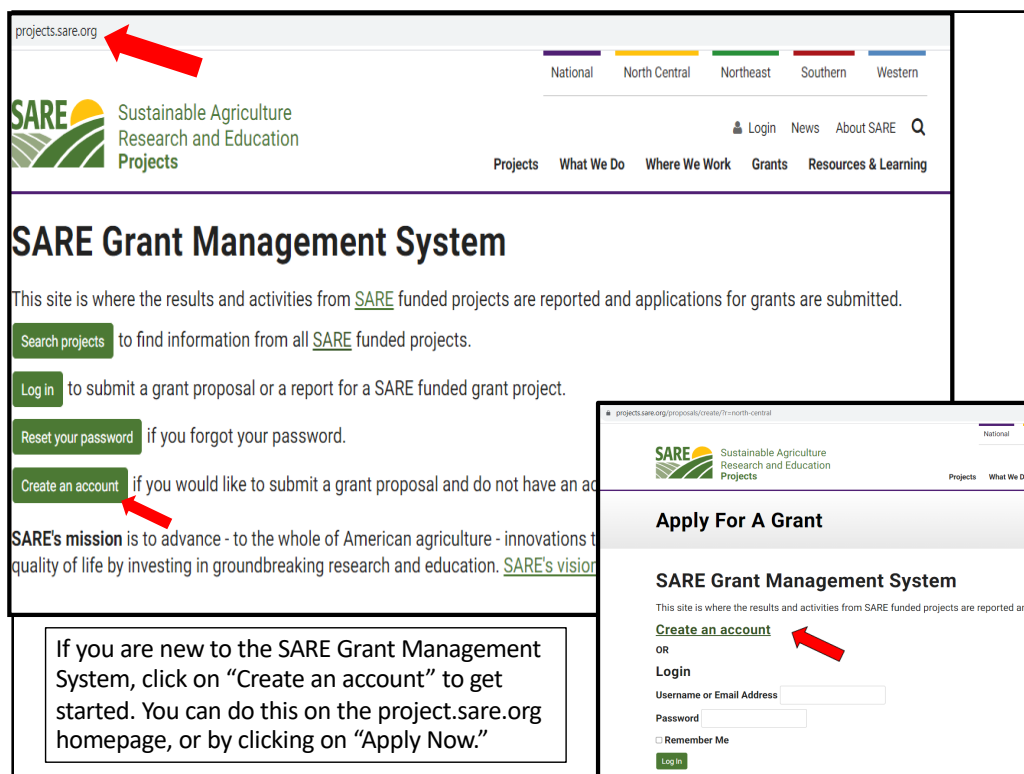 projects.sare.org
National North Central Northeast Southern Western
SARE
Sustainable Agriculture
Research and Education
Projects
Login News About SARE
Projects What We Do Where We Work Grants Resources & Learning
SARE Grant Management System
This site is where the results and activities from SARE funded projects are reported and applications for grants are submitted.
Search projects to find information from all SARE funded projects.
Log in to submit a grant proposal or a report for a SARE funded grant project.
Reset your password if you forgot your password.
Create an account if you would like to submit a grant proposal and do not have an ac
SARE's mission is to advance - to the whole of American agriculture - innovations t
quality of life by investing in groundbreaking research and education. SARE's vision
projects.sare.org/proposals/create/?r=north-central
National
SARE
Sustainable Agriculture
Research and Education
Projects
Projects What We D
Apply For A Grant
SARE Grant Management System
This site is where the results and activities from SARE funded projects are reported an
Create an account
OR
Login
Username or Email Address
Password
Remember Me
Log In
If you are new to the SARE Grant Management
System, click on “Create an account” to get
started. You can do this on the project.sare.org
homepage, or by clicking on “Apply Now.”